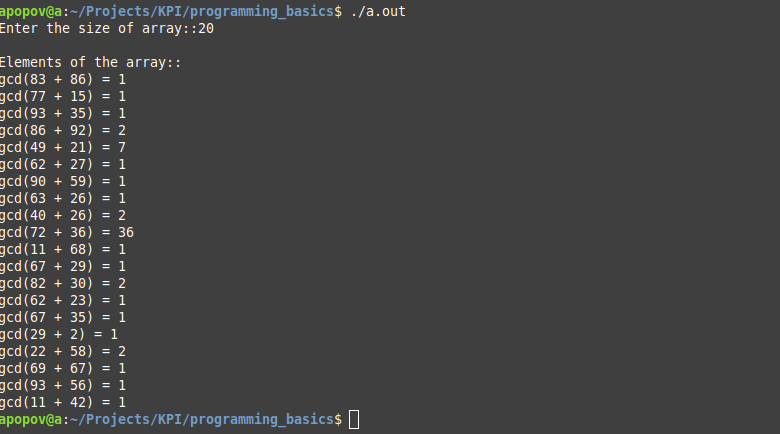 apopov@a:~/Projects/KPI/programming_basics$ ./a.out
Enter the size of array::20
Elements of the array::
gcd(83 + 86) = 1
gcd(77 + 15) = 1
gcd(93 + 35) = 1
gcd(86 + 92) = 2
gcd(49 + 21) = 7
gcd(62 + 27) = 1
gcd(90 + 59) = 1
gcd(63 + 26) = 1
gcd(40 + 26) = 2
gcd(72 + 36) = 36
gcd(11 + 68) = 1
gcd(67 + 29) = 1
gcd(82 + 30) = 2
gcd(62 + 23) = 1
gcd(67 + 35) = 1
gcd(29 + 2) = 1
gcd(22 + 58) = 2
gcd(69 + 67) = 1
gcd(93 + 56) = 1
gcd(11 + 42) = 1
apopov@a:~/Projects/KPI/programming_basics$